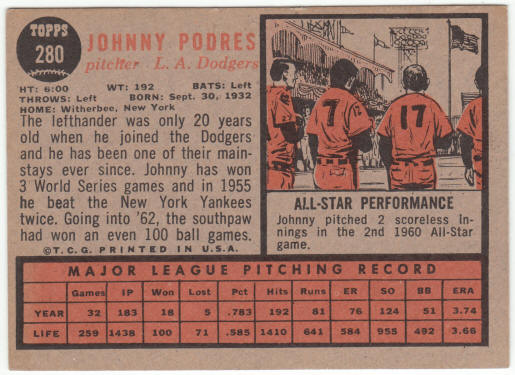 TOPPS
280
JOHNNY PODRES
pitcher L. A. Dodgers
HT: 6:00 WT: 192 BATS: Left
THROWS: Left BORN: Sept. 30, 1932
HOME: Witherbee, New York
The lefthander was only 20 years
old when he joined the Dodgers
and he has been one of their main-
stays ever since. Johnny has won
3 World Series games and in 1955
he beat the New York Yankees
twice. Going into '62, the southpaw
had won an even 100 ball games.
©T.C.G. PRINTED IN U.S.A.
7 12 17
ALL-STAR PERFORMANCE
Johnny pitched 2 scoreless In-
nings in the 2nd 1960 All-Star
game.
MAJOR LEAGUE PITCHING RECORD
Games IP Won Lost Pct Hits Runs ER SO BB ERA
YEAR 32 183 18 5 .783 192 81 76 124 51 3.74
LIFE 259 1438 100 71 .585 1410 641 584 955 492 3.66